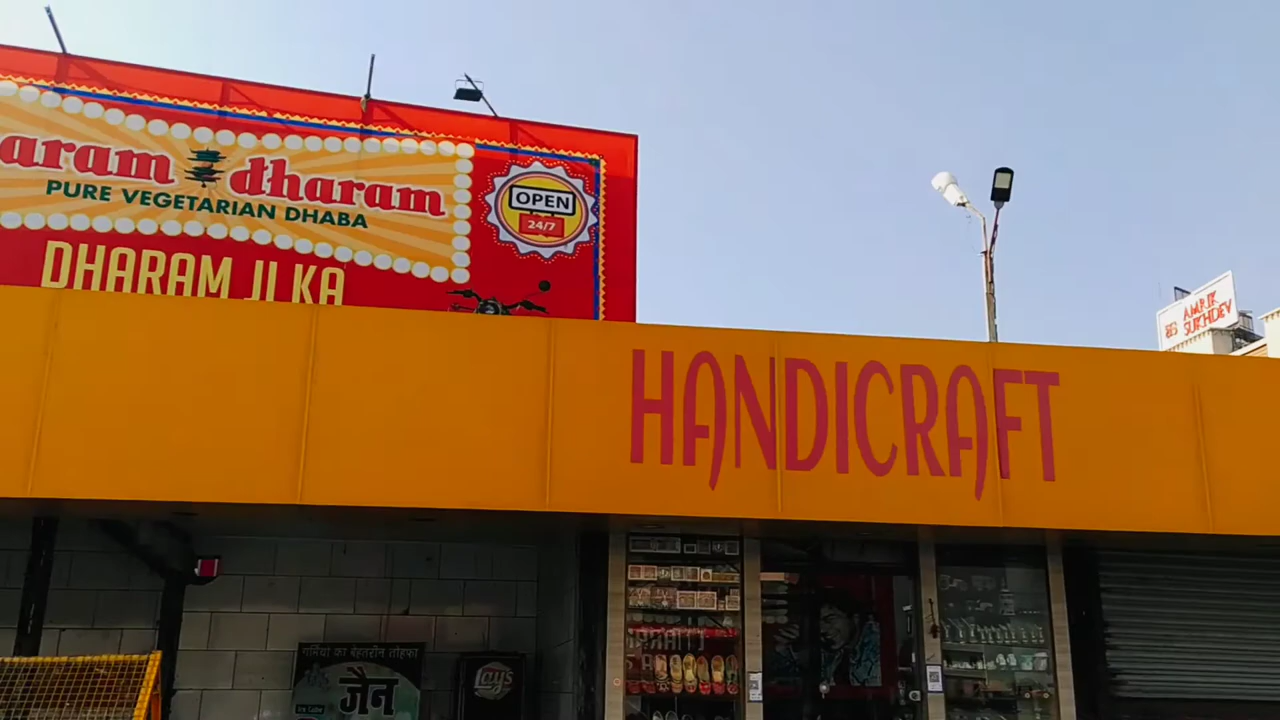 aram dharam
PURE VEGETARIAN DHABA
DHARAM JI KA
OPEN
24/7
AMRIK
SUKHDEV
HANDICRAFT
गर्मियों का बेहतरीन तोहफा
जैन
Lay's